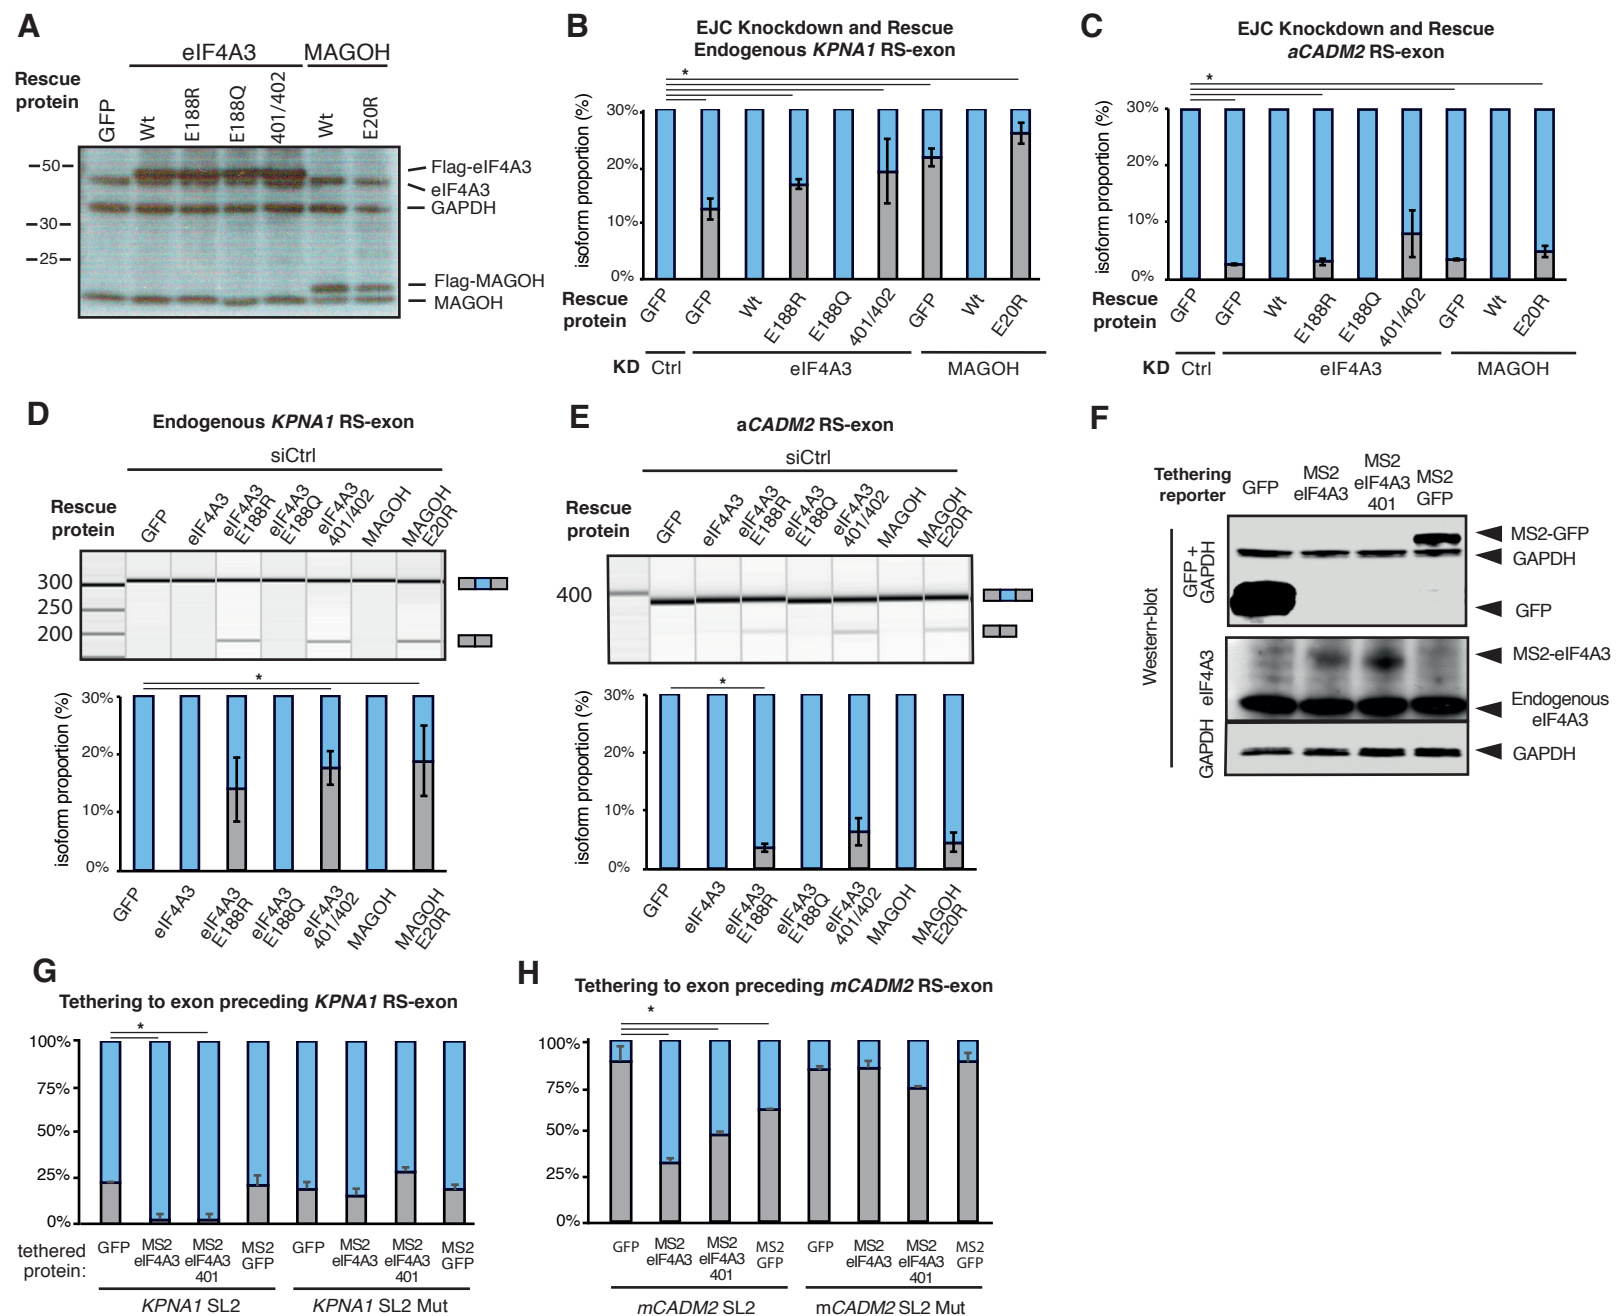 A
eIF4A3 MAGOH
Rescue protein
GFP Wt E188R E188Q 401/402 Wt E20R
50
30
25
Flag-eIF4A3
eIF4A3
GAPDH
Flag-MAGOH
MAGOH
B
EJC Knockdown and Rescue
Endogenous KPNA1 RS-exon
*
isoform proportion (%)
30%
20%
10%
0%
Rescue protein
GFP GFP Wt E188R E188Q 401/402 GFP Wt E20R
KD Ctrl eIF4A3 MAGOH
C
EJC Knockdown and Rescue
aCADM2 RS-exon
*
isoform proportion (%)
30%
20%
10%
0%
Rescue protein
GFP GFP Wt E188R E188Q 401/402 GFP Wt E20R
KD Ctrl eIF4A3 MAGOH
D
Endogenous KPNA1 RS-exon
siCtrl
Rescue protein
GFP eIF4A3 eIF4A3 E188R eIF4A3 E188Q eIF4A3 401/402 MAGOH MAGOH E20R
300
250
200
*
isoform proportion (%)
30%
20%
10%
0%
GFP eIF4A3 eIF4A3 E188R eIF4A3 E188Q eIF4A3 401/402 MAGOH MAGOH E20R
E
aCADM2 RS-exon
siCtrl
Rescue protein
GFP eIF4A3 eIF4A3 E188R eIF4A3 E188Q eIF4A3 401/402 MAGOH MAGOH E20R
400
*
isoform proportion (%)
30%
20%
10%
0%
GFP eIF4A3 eIF4A3 E188R eIF4A3 E188Q eIF4A3 401/402 MAGOH MAGOH E20R
F
Tethering reporter
GFP MS2 eIF4A3 MS2 eIF4A3 401 MS2 GFP
Western-blot
GFP + GAPDH
MS2-GFP
GAPDH
GFP
eIF4A3
MS2-eIF4A3
Endogenous eIF4A3
GAPDH
GAPDH
G
Tethering to exon preceding KPNA1 RS-exon
*
100%
75%
50%
25%
0%
tethered protein:
GFP MS2 eIF4A3 MS2 eIF4A3 401 MS2 GFP GFP MS2 eIF4A3 MS2 eIF4A3 401 MS2 GFP
KPNA1 SL2 KPNA1 SL2 Mut
H
Tethering to exon preceding mCADM2 RS-exon
*
100%
75%
50%
25%
0%
GFP MS2 eIF4A3 MS2 eIF4A3 401 MS2 GFP GFP MS2 eIF4A3 MS2 eIF4A3 401 MS2 GFP
mCADM2 SL2 mCADM2 SL2 Mut